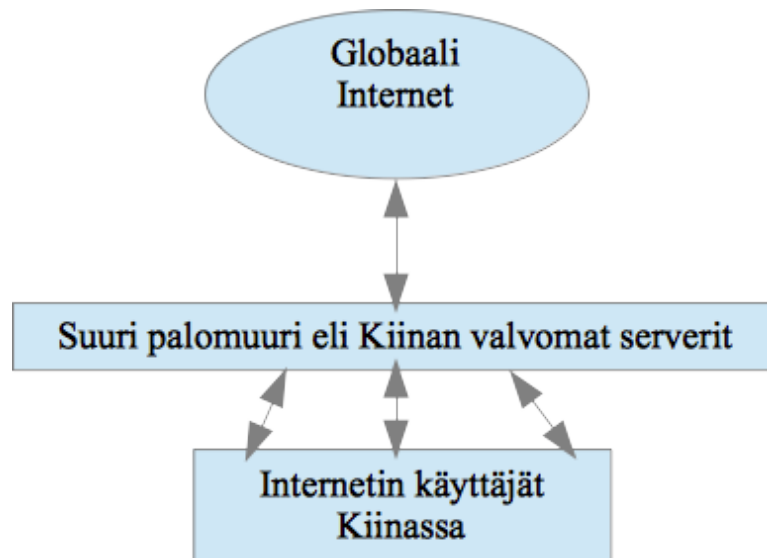 Globaali
Internet
Suuri palomuuri eli Kiinan valvomat serverit
Internetin käyttäjät
Kiinassa